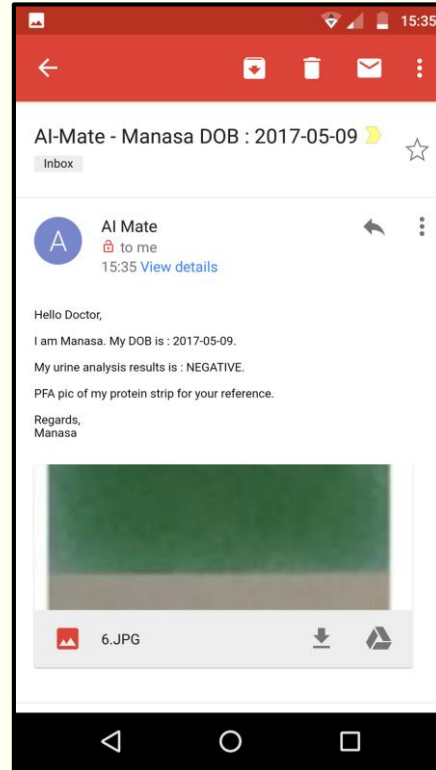 15:35
AI-Mate - Manasa DOB : 2017-05-09
Inbox
A
AI Mate
to me
15:35 View details
Hello Doctor,
I am Manasa. My DOB is : 2017-05-09.
My urine analysis results is : NEGATIVE.
PFA pic of my protein strip for your reference.
Regards,
Manasa
6.JPG